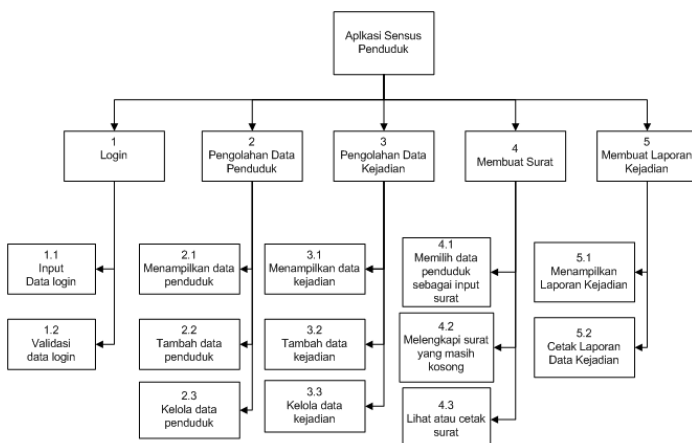 Aplkasi Sensus
Penduduk
1
Login
2
Pengolahan Data
Penduduk
3
Pengolahan Data
Kejadian
4
Membuat Surat
5
Membuat Laporan
Kejadian
1.1
Input
Data login
1.2
Validasi
data login
2.1
Menampilkan data
penduduk
2.2
Tambah data
penduduk
2.3
Kelola data
penduduk
3.1
Menampilkan data
kejadian
3.2
Tambah data
kejadian
3.3
Kelola data
kejadian
4.1
Memilih data
penduduk
sebagai input
surat
4.2
Melengkapi surat
yang masih
kosong
4.3
Lihat atau cetak
surat
5.1
Menampilkan
Laporan Kejadian
5.2
Cetak Laporan
Data Kejadian